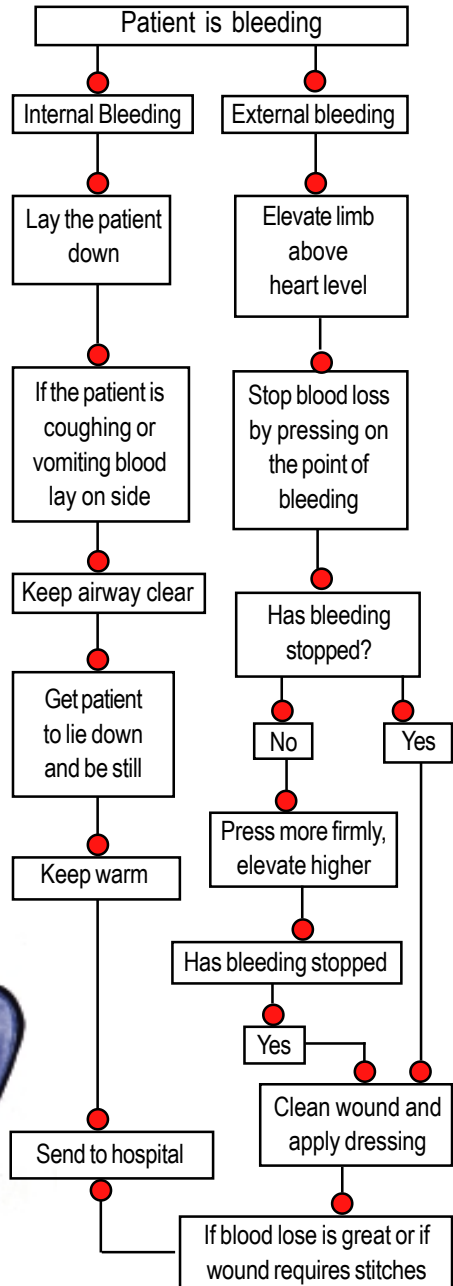 Patient is bleeding
Internal Bleeding
External bleeding
Lay the patient
down
Elevate limb
above
heart level
If the patient is
coughing or
vomiting blood
lay on side
Stop blood loss
by pressing on
the point of
bleeding
Keep airway clear
Has bleeding
stopped?
Get patient
to lie down
and be still
No
Yes
Press more firmly,
elevate higher
Keep warm
Has bleeding stopped
Yes
Clean wound and
apply dressing
Send to hospital
If blood lose is great or if
wound requires stitches